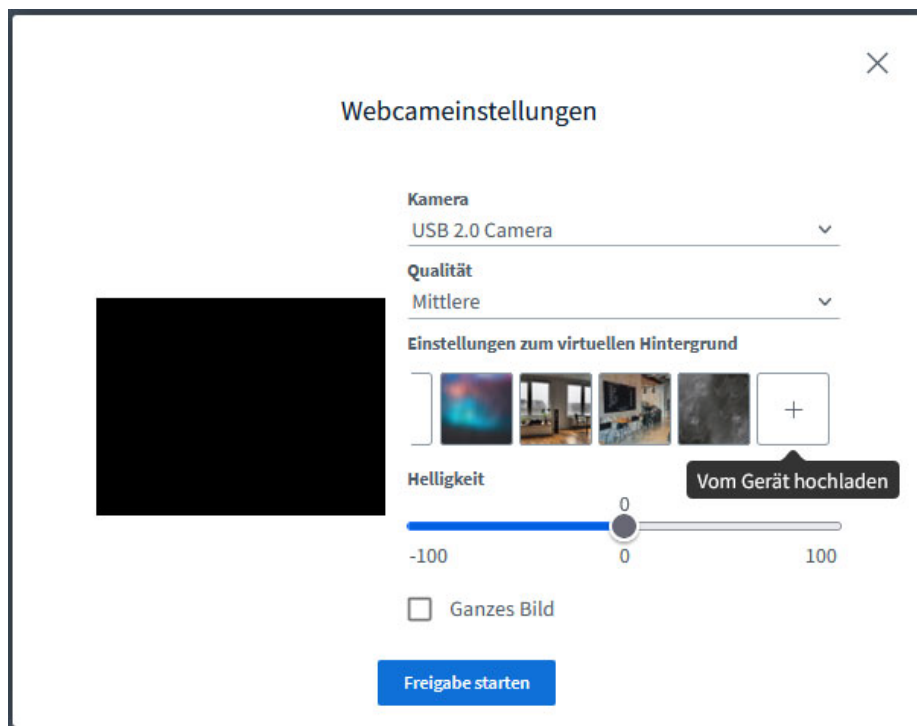 Webcameinstellungen
Kamera
USB 2.0 Camera
Qualität
Mittlere
Einstellungen zum virtuellen Hintergrund
Vom Gerät hochladen
Helligkeit
0
-100 0 100
Ganzes Bild
Freigabe starten